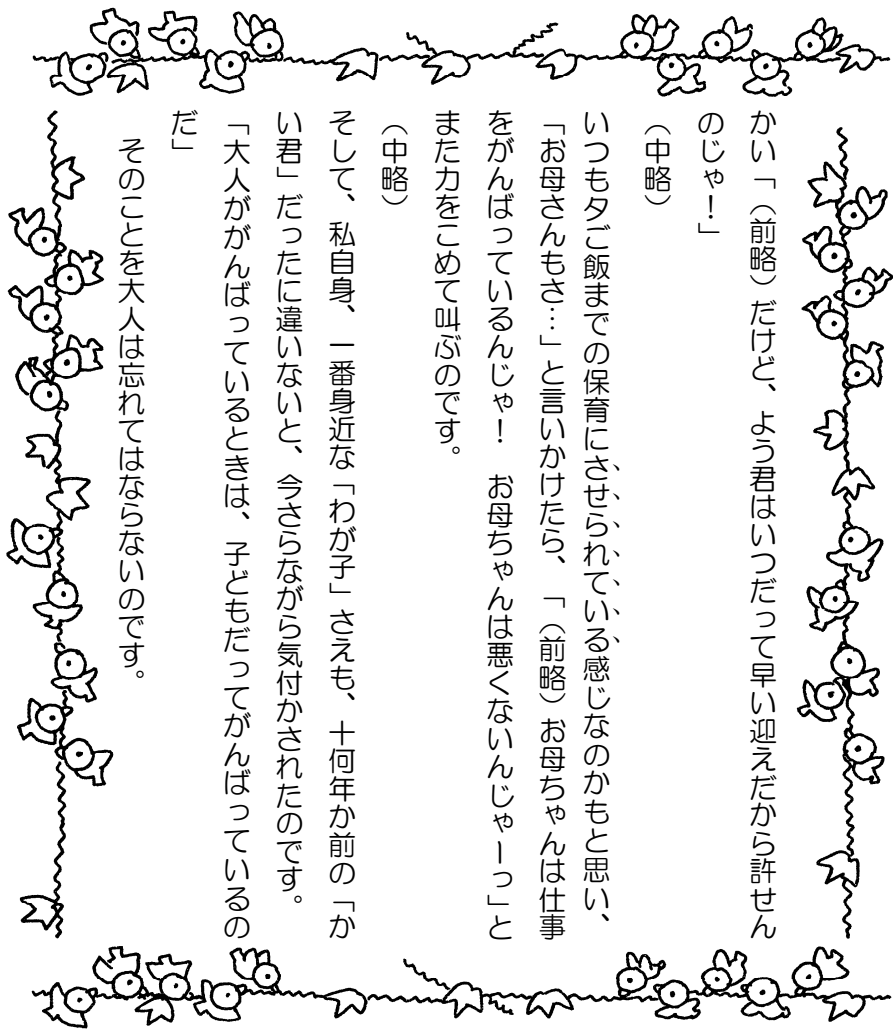 かい「（前略）だけど、よう君はいつだって早い迎えだから許せん
のじゃ！」
（中略）
いつも夕ご飯までの保育にさせられている感じなのかもと思い、
「お母さんもさ…」と言いかけたら、「（前略）お母ちゃんは仕事
をがんばっているんじゃ！　お母ちゃんは悪くないんじゃーっ」と
また力をこめて叫ぶのです。
（中略）
そして、私自身、一番身近な「わが子」さえも、十何年か前の「か
い君」だったに違いないと、今さらながら気付かされたのです。
「大人ががんばっているときは、子どもだってがんばっているの
だ」
　そのことを大人は忘れてはならないのです。